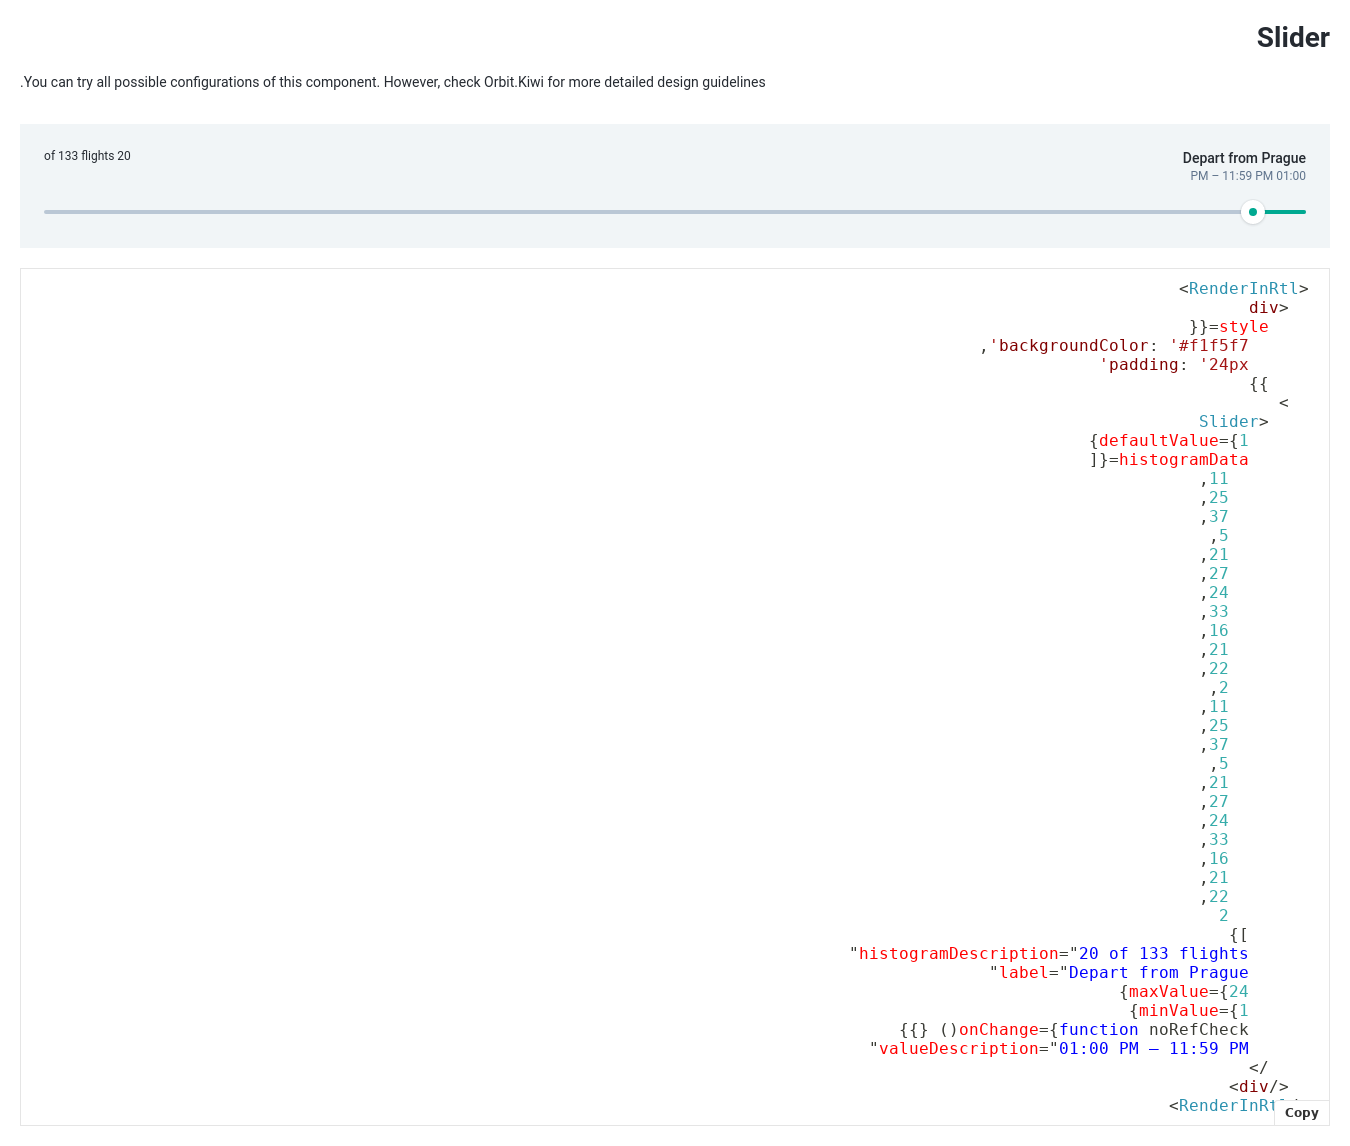 Slider
.You can try all possible configurations of this component. However, check Orbit.Kiwi for more detailed design guidelines
of 133 flights 20
Depart from Prague
PM – 11:59 PM 01:00
<RenderInRtl>
div>
}}=style
,'backgroundColor: '#f1f5f7
'padding: '24px
{{
<
Slider>
{defaultValue={1
]}=histogramData
,11
,25
,37
,5
,21
,27
,24
,33
,16
,21
,22
,2
,11
,25
,37
,5
,21
,27
,24
,33
,16
,21
,22
2
{[
"histogramDescription="20 of 133 flights
"label="Depart from Prague
{maxValue={24
{minValue={1
{{} ()onChange={function noRefCheck
"valueDescription="01:00 PM – 11:59 PM
</
<div/>
<RenderInRt
Copy